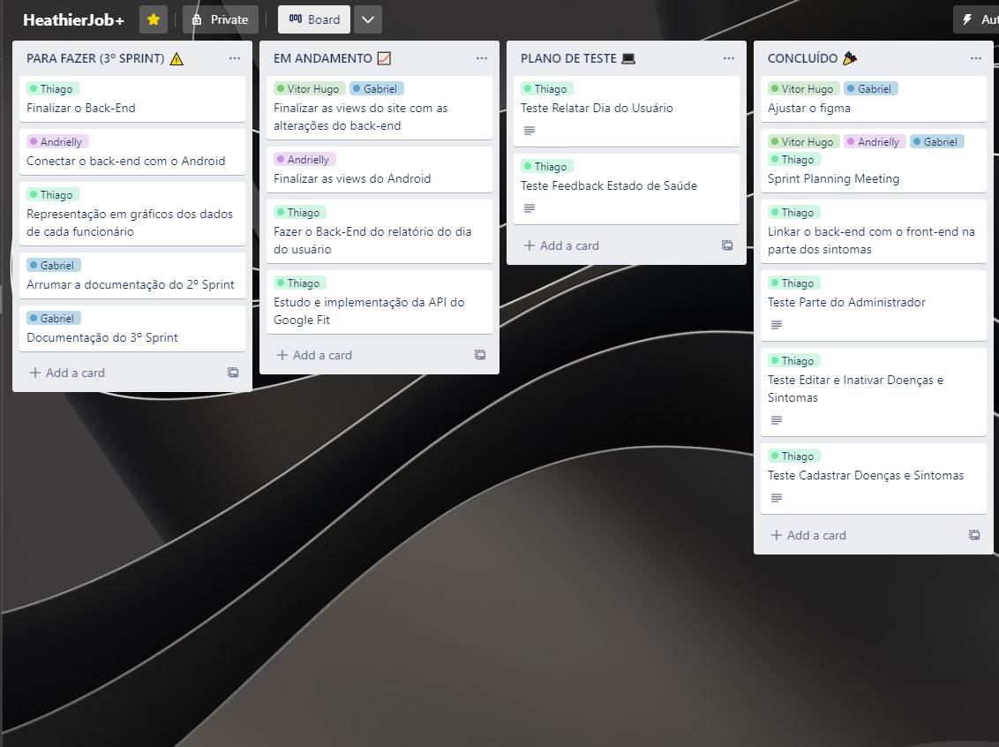 HeathierJob+
Private
Board
Aut
PARA FAZER (3º SPRINT)
Thiago
Finalizar o Back-End
Andrielly
Conectar o back-end com o Android
Thiago
Representação em gráficos dos dados
de cada funcionário
Gabriel
Arrumar a documentação do 2º Sprint
Gabriel
Documentação do 3º Sprint
+ Add a card
EM ANDAMENTO
Vitor Hugo Gabriel
Finalizar as views do site com as
alterações do back-end
Andrielly
Finalizar as views do Android
Thiago
Fazer o Back-End do relatório do dia
do usuário
Thiago
Estudo e implementação da API do
Google Fit
+ Add a card
PLANO DE TESTE
Thiago
Teste Relatar Dia do Usuário
Thiago
Teste Feedback Estado de Saúde
+ Add a card
CONCLUÍDO
Vitor Hugo Gabriel
Ajustar o figma
Vitor Hugo Andrielly Gabriel
Thiago
Sprint Planning Meeting
Thiago
Linkar o back-end com o front-end na
parte dos sintomas
Thiago
Teste Parte do Administrador
Thiago
Teste Editar e Inativar Doenças e
Sintomas
Thiago
Teste Cadastrar Doenças e Sintomas
+ Add a card